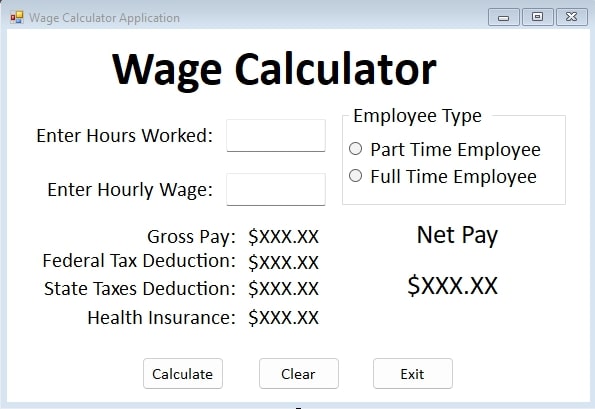 Wage Calculator Application
Wage Calculator
Enter Hours Worked:
Enter Hourly Wage:
Employee Type
Part Time Employee
Full Time Employee
Gross Pay: $XXX.XX
Federal Tax Deduction: $XXX.XX
State Taxes Deduction: $XXX.XX
Health Insurance: $XXX.XX
Net Pay
$XXX.XX
Calculate Clear Exit